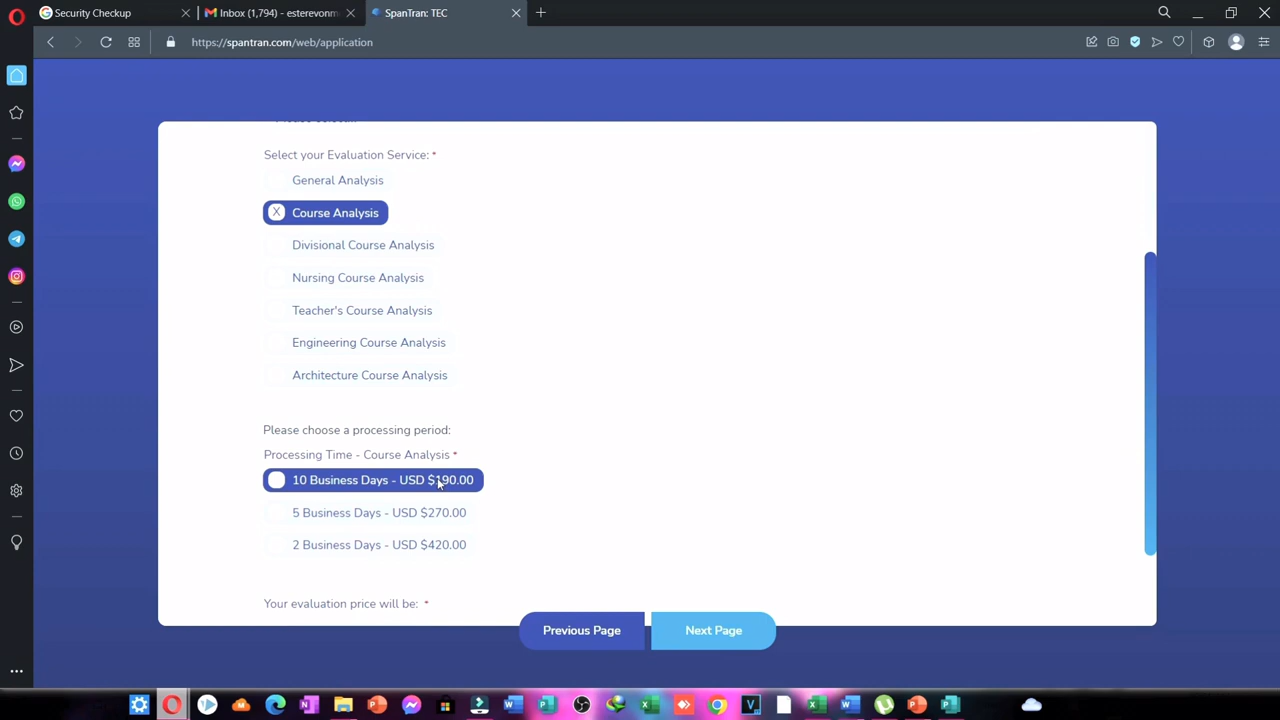 Security Checkup
Inbox (1,794) - esterevonm
SpanTran: TEC
https://spantran.com/web/application
Select your Evaluation Service: *
General Analysis
X Course Analysis
Divisional Course Analysis
Nursing Course Analysis
Teacher's Course Analysis
Engineering Course Analysis
Architecture Course Analysis
Please choose a processing period:
Processing Time - Course Analysis *
10 Business Days - USD $190.00
5 Business Days - USD $270.00
2 Business Days - USD $420.00
Your evaluation price will be: *
Previous Page
Next Page